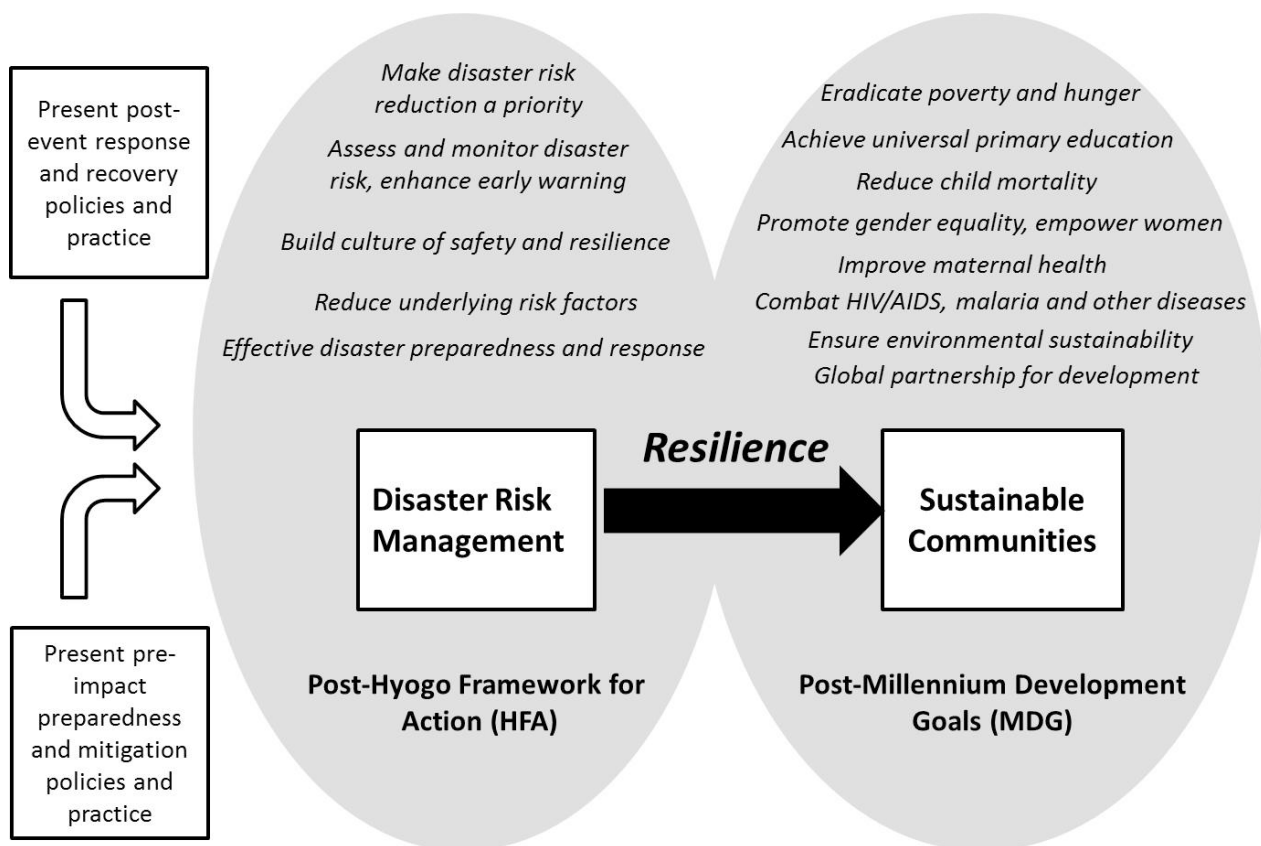 Present post-
event response
and recovery
policies and
practice
Present pre-
impact
preparedness
and mitigation
policies and
practice
Make disaster risk
reduction a priority
Assess and monitor disaster
risk, enhance early warning
Build culture of safety and resilience
Reduce underlying risk factors
Effective disaster preparedness and response
Disaster Risk
Management
Post-Hyogo Framework for
Action (HFA)
Resilience
Eradicate poverty and hunger
Achieve universal primary education
Reduce child mortality
Promote gender equality, empower women
Improve maternal health
Combat HIV/AIDS, malaria and other diseases
Ensure environmental sustainability
Global partnership for development
Sustainable
Communities
Post-Millennium Development
Goals (MDG)